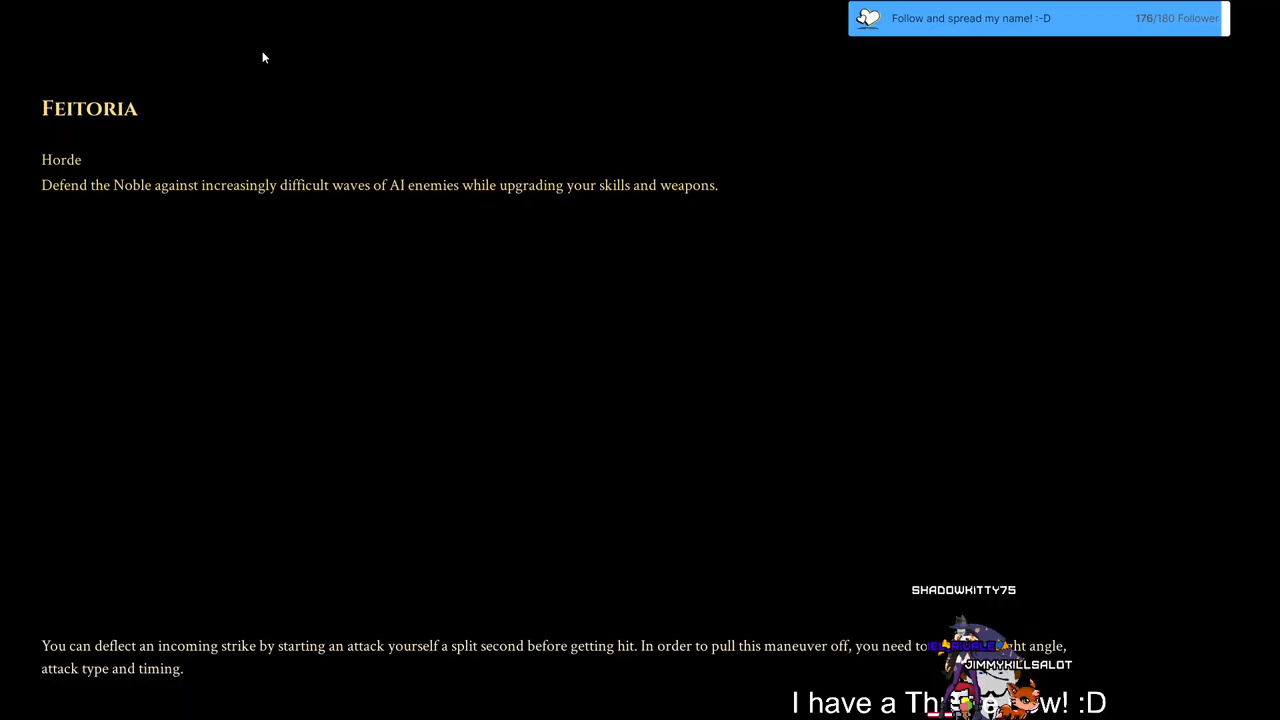 Follow and spread my name! :-D 176/180 Follower
FEITORIA
Horde
Defend the Noble against increasingly difficult waves of AI enemies while upgrading your skills and weapons.
SHADOWKITTY75
You can deflect an incoming strike by starting an attack yourself a split second before getting hit. In order to pull this maneuver off, you need to angle,
JIMMYKILLSALOT
attack type and timing.
I have a :D